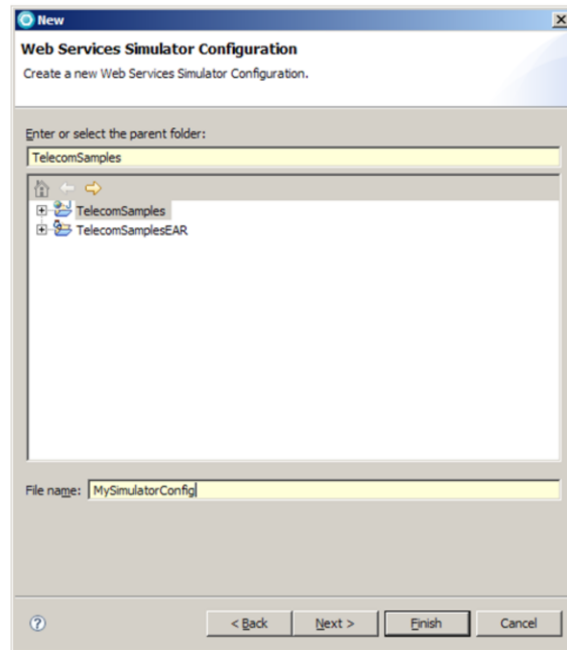 New
Web Services Simulator Configuration
Create a new Web Services Simulator Configuration.
Enter or select the parent folder:
TelecomSamples
TelecomSamples
TelecomSamplesEAR
File name: MySimulatorConfig
< Back Next > Finish Cancel